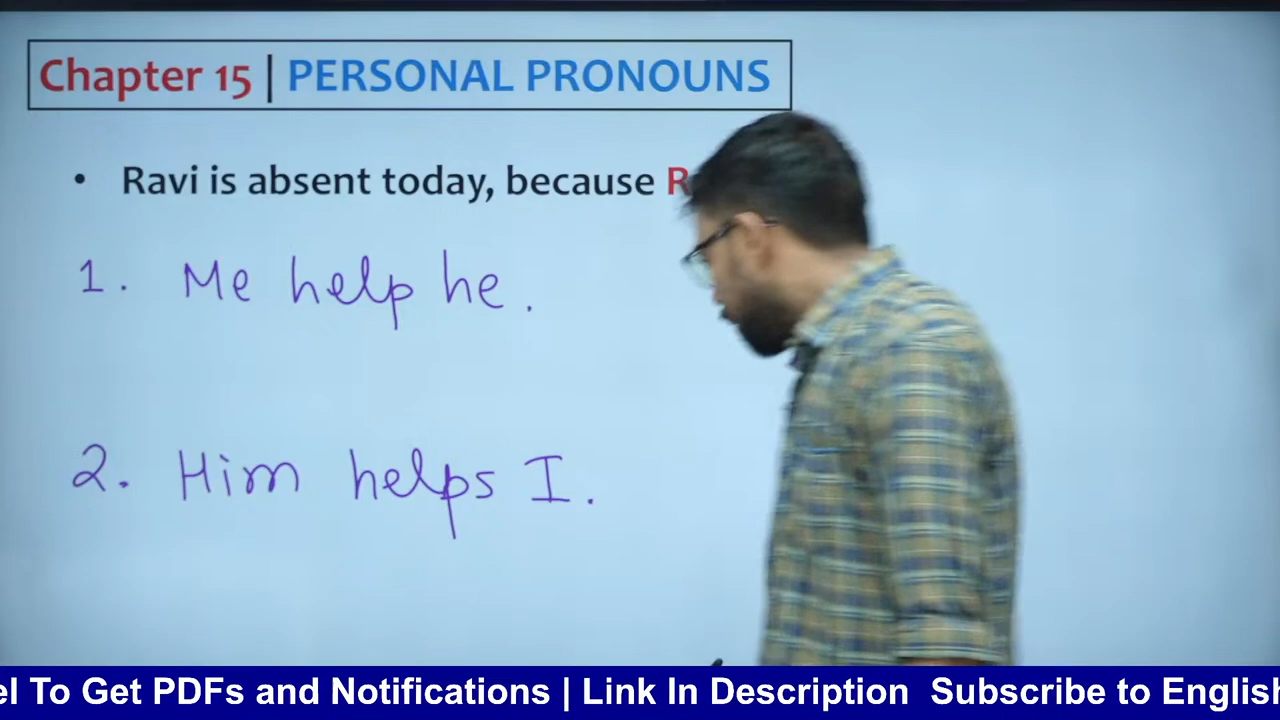 Chapter 15 | PERSONAL PRONOUNS
• Ravi is absent today, because
1. Me help he.
2. Him helps I.
To Get PDFs and Notifications | Link In Description Subscribe to English